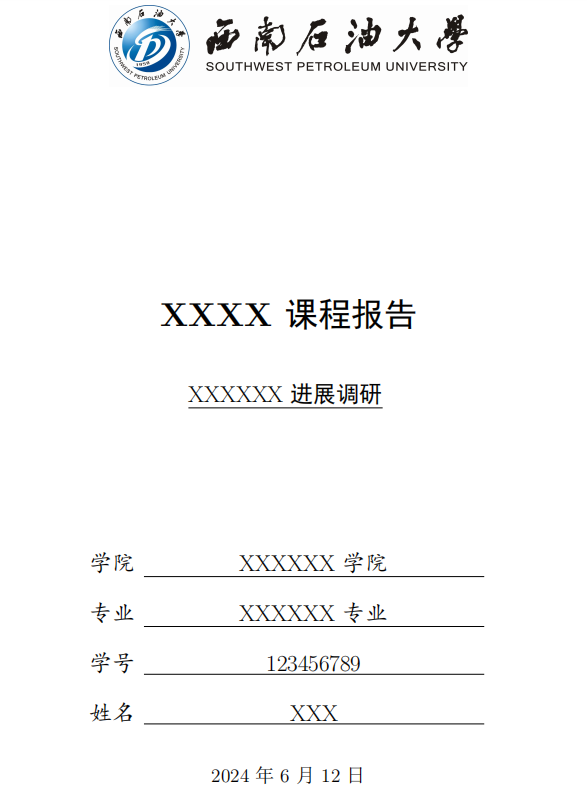 西南石油大学
SOUTHWEST PETROLEUM UNIVERSITY
1958
西南石油大學
SOUTHWEST PETROLEUM UNIVERSITY
XXXX 课程报告
XXXXXX 进展调研
学院 XXXXXX 学院
专业 XXXXXX 专业
学号 123456789
姓名 XXX
2024 年 6 月 12 日